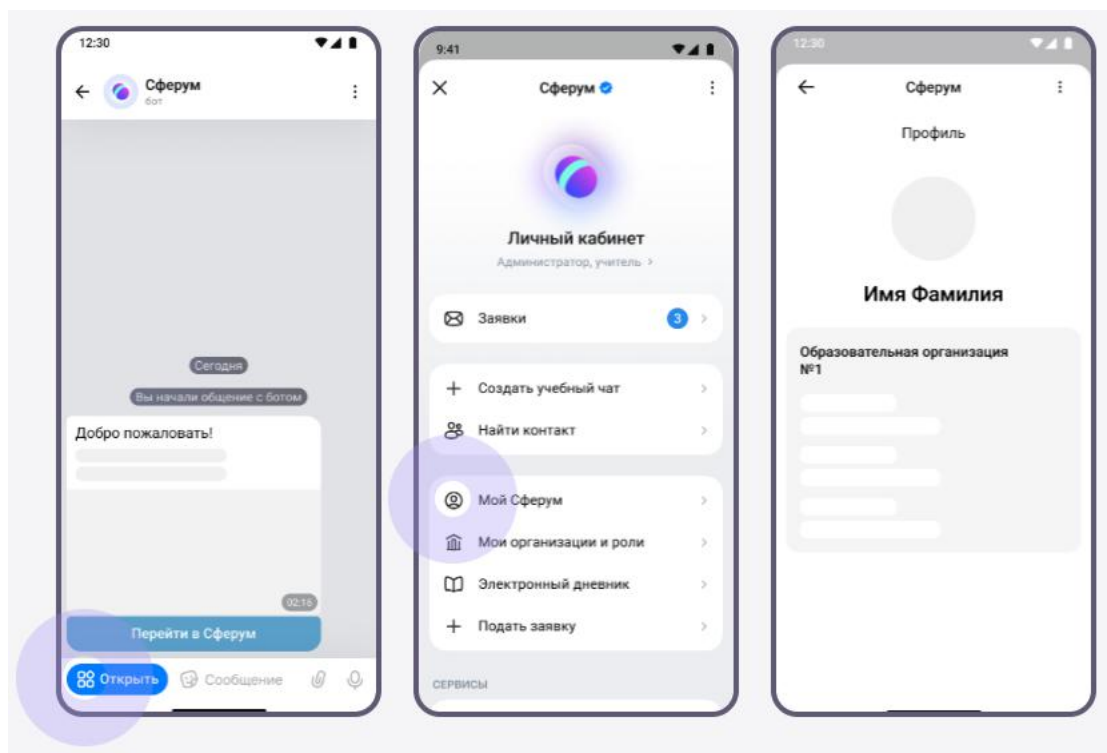 12:30
Сферум
бот
Сегодня
Вы начали общение с ботом
Добро пожаловать!
02:15
Перейти в Сферум
Открыть
Сообщение
9:41
Сферум
Личный кабинет
Администратор, учитель >
Заявки
3
Создать учебный чат
Найти контакт
Мой Сферум
Мои организации и роли
Электронный дневник
Подать заявку
СЕРВИСЫ
12:30
Сферум
Профиль
Имя Фамилия
Образовательная организация
№1